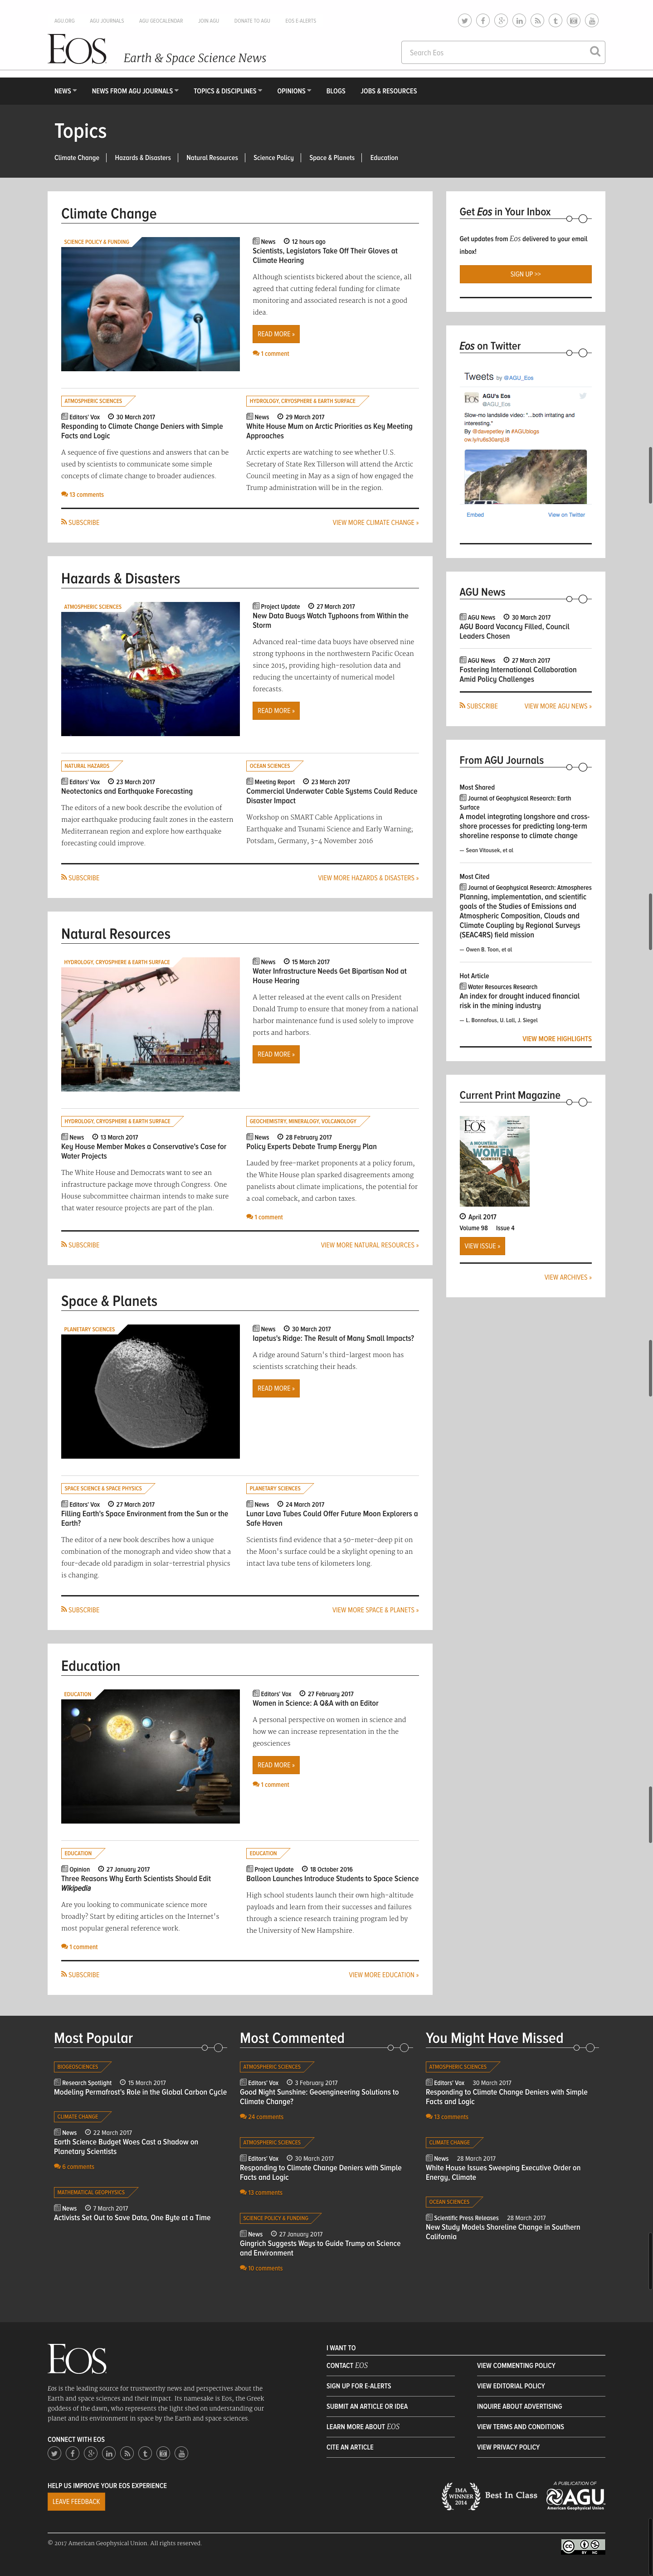 AGU.ORG AGU JOURNALS AGU GEOCALENDAR JOIN AGU DONATE TO AGU EOS E-ALERTS
Eos
Earth & Space Science News
Search Eos
NEWS NEWS FROM AGU JOURNALS TOPICS & DISCIPLINES OPINIONS BLOGS JOBS & RESOURCES
Topics
Climate Change Hazards & Disasters Natural Resources Science Policy Space & Planets Education
Climate Change
SCIENCE POLICY & FUNDING
News 12 hours ago
Scientists, Legislators Take Off Their Gloves at
Climate Hearing
Although scientists bickered about the science, all
agreed that cutting federal funding for climate
monitoring and associated research is not a good
idea.
READ MORE »
1 comment
ATMOSPHERIC SCIENCES
Editors' Vox 30 March 2017
Responding to Climate Change Deniers with Simple
Facts and Logic
A sequence of five questions and answers that can be
used by scientists to communicate some simple
concepts of climate change to broader audiences.
13 comments
HYDROLOGY, CRYOSPHERE & EARTH SURFACE
News 29 March 2017
White House Mum on Arctic Priorities as Key Meeting
Approaches
Arctic experts are watching to see whether U.S.
Secretary of State Rex Tillerson will attend the Arctic
Council meeting in May as a sign of how engaged the
Trump administration will be in the region.
SUBSCRIBE
VIEW MORE CLIMATE CHANGE »
Hazards & Disasters
ATMOSPHERIC SCIENCES
Project Update 27 March 2017
New Data Buoys Watch Typhoons from Within the
Storm
Advanced real-time data buoys have observed nine
strong typhoons in the northwestern Pacific Ocean
since 2015, providing high-resolution data and
reducing the uncertainty of numerical model
forecasts.
READ MORE »
NATURAL HAZARDS
Editors' Vox 23 March 2017
Neotectonics and Earthquake Forecasting
The editors of a new book describe the evolution of
major earthquake producing fault zones in the eastern
Mediterranean region and explore how earthquake
forecasting could improve.
OCEAN SCIENCES
Meeting Report 23 March 2017
Commercial Underwater Cable Systems Could Reduce
Disaster Impact
Workshop on SMART Cable Applications in
Earthquake and Tsunami Science and Early Warning,
Potsdam, Germany, 3–4 November 2016
SUBSCRIBE
VIEW MORE HAZARDS & DISASTERS »
Natural Resources
HYDROLOGY, CRYOSPHERE & EARTH SURFACE
News 15 March 2017
Water Infrastructure Needs Get Bipartisan Nod at
House Hearing
A letter released at the event calls on President
Donald Trump to ensure that money from a national
harbor maintenance fund is used solely to improve
ports and harbors.
READ MORE »
HYDROLOGY, CRYOSPHERE & EARTH SURFACE
News 13 March 2017
Key House Member Makes a Conservative's Case for
Water Projects
The White House and Democrats want to see an
infrastructure package move through Congress. One
House subcommittee chairman intends to make sure
that water resource projects are part of the plan.
GEOCHEMISTRY, MINERALOGY, VOLCANOLOGY
News 28 February 2017
Policy Experts Debate Trump Energy Plan
Lauded by free-market proponents at a policy forum,
the White House plan sparked disagreements among
panelists about climate implications, the potential for
a coal comeback, and carbon taxes.
1 comment
SUBSCRIBE
VIEW MORE NATURAL RESOURCES »
Space & Planets
PLANETARY SCIENCES
News 30 March 2017
Iapetus's Ridge: The Result of Many Small Impacts?
A ridge around Saturn's third-largest moon has
scientists scratching their heads.
READ MORE »
SPACE SCIENCE & SPACE PHYSICS
Editors' Vox 27 March 2017
Filling Earth's Space Environment from the Sun or the
Earth?
The editor of a new book describes how a unique
combination of the monograph and video show that a
four-decade old paradigm in solar-terrestrial physics
is changing.
PLANETARY SCIENCES
News 24 March 2017
Lunar Lava Tubes Could Offer Future Moon Explorers a
Safe Haven
Scientists find evidence that a 50-meter-deep pit on
the Moon's surface could be a skylight opening to an
intact lava tube tens of kilometers long.
SUBSCRIBE
VIEW MORE SPACE & PLANETS »
Education
EDUCATION
Editors' Vox 27 February 2017
Women in Science: A Q&A with an Editor
A personal perspective on women in science and
how we can increase representation in the the
geosciences
READ MORE »
1 comment
EDUCATION
Opinion 27 January 2017
Three Reasons Why Earth Scientists Should Edit
Wikipedia
Are you looking to communicate science more
broadly? Start by editing articles on the Internet's
most popular general reference work.
1 comment
EDUCATION
Project Update 18 October 2016
Balloon Launches Introduce Students to Space Science
High school students launch their own high-altitude
payloads and learn from their successes and failures
through a science research training program led by
the University of New Hampshire.
SUBSCRIBE
VIEW MORE EDUCATION »
Get Eos in Your Inbox
Get updates from Eos delivered to your email
inbox!
SIGN UP >>
Eos on Twitter
Tweets by @AGU_Eos
AGU's Eos
@AGU_Eos
Slow-mo landslide video: "...both irritating and
interesting."
By @davepetley in #AGUblogs
Embed View on Twitter
AGU News
AGU News 30 March 2017
AGU Board Vacancy Filled, Council
Leaders Chosen
AGU News 27 March 2017
Fostering International Collaboration
Amid Policy Challenges
SUBSCRIBE VIEW MORE AGU NEWS »
From AGU Journals
Most Shared
Journal of Geophysical Research: Earth
Surface
A model integrating longshore and cross-
shore processes for predicting long-term
shoreline response to climate change
— Sean Vitousek, et al
Most Cited
Journal of Geophysical Research: Atmospheres
Planning, implementation, and scientific
goals of the Studies of Emissions and
Atmospheric Composition, Clouds and
Climate Coupling by Regional Surveys
(SEAC4RS) field mission
— Owen B. Toon, et al
Hot Article
Water Resources Research
An index for drought induced financial
risk in the mining industry
— L. Bonnafous, U. Lall, J. Siegel
VIEW MORE HIGHLIGHTS
Current Print Magazine
EOS
A MOUNTAIN
WOMEN
SCIENTISTS
April 2017
Volume 98 Issue 4
VIEW ISSUE »
VIEW ARCHIVES »
Most Popular
BIOGEOSCIENCES
Research Spotlight 15 March 2017
Modeling Permafrost's Role in the Global Carbon Cycle
CLIMATE CHANGE
News 22 March 2017
Earth Science Budget Woes Cast a Shadow on
Planetary Scientists
6 comments
MATHEMATICAL GEOPHYSICS
News 7 March 2017
Activists Set Out to Save Data, One Byte at a Time
Most Commented
ATMOSPHERIC SCIENCES
Editors' Vox 3 February 2017
Good Night Sunshine: Geoengineering Solutions to
Climate Change?
24 comments
ATMOSPHERIC SCIENCES
Editors' Vox 30 March 2017
Responding to Climate Change Deniers with Simple
Facts and Logic
13 comments
SCIENCE POLICY & FUNDING
News 27 January 2017
Gingrich Suggests Ways to Guide Trump on Science
and Environment
10 comments
You Might Have Missed
ATMOSPHERIC SCIENCES
Editors' Vox 30 March 2017
Responding to Climate Change Deniers with Simple
Facts and Logic
13 comments
CLIMATE CHANGE
News 28 March 2017
White House Issues Sweeping Executive Order on
Energy, Climate
OCEAN SCIENCES
Scientific Press Releases 28 March 2017
New Study Models Shoreline Change in Southern
California
Eos
Eos is the leading source for trustworthy news and perspectives about the
Earth and space sciences and their impact. Its namesake is Eos, the Greek
goddess of the dawn, who represents the light shed on understanding our
planet and its environment in space by the Earth and space sciences.
CONNECT WITH EOS
HELP US IMPROVE YOUR EOS EXPERIENCE
LEAVE FEEDBACK
I WANT TO
CONTACT EOS
SIGN UP FOR E-ALERTS
SUBMIT AN ARTICLE OR IDEA
LEARN MORE ABOUT EOS
CITE AN ARTICLE
VIEW COMMENTING POLICY
VIEW EDITORIAL POLICY
INQUIRE ABOUT ADVERTISING
VIEW TERMS AND CONDITIONS
VIEW PRIVACY POLICY
IMA
WINNER
2014
Best In Class
A PUBLICATION OF
AGU
American Geophysical Union
© 2017 American Geophysical Union. All rights reserved.
CC BY NC